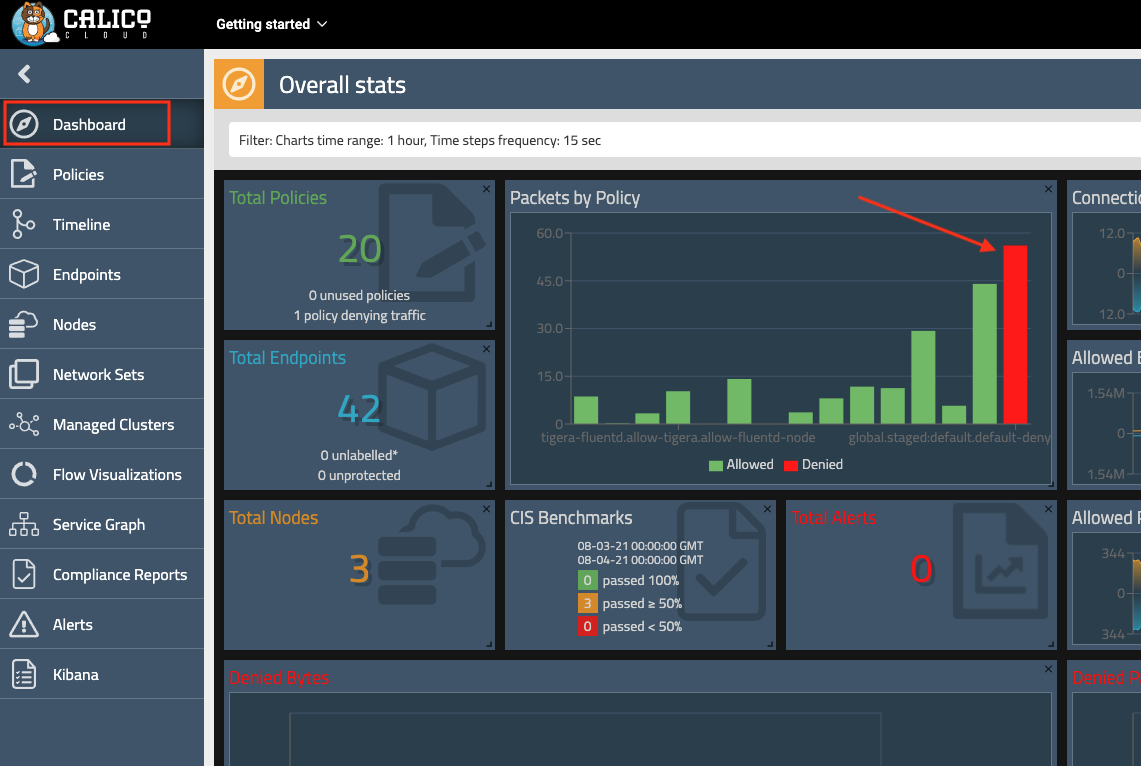 CALICO
CLOUD
Getting started
Dashboard
Policies
Timeline
Endpoints
Nodes
Network Sets
Managed Clusters
Flow Visualizations
Service Graph
Compliance Reports
Alerts
Kibana
Overall stats
Filter: Charts time range: 1 hour, Time steps frequency: 15 sec
Total Policies
20
0 unused policies
1 policy denying traffic
Packets by Policy
60.0
45.0
30.0
15.0
0
tigera-fluentd.allow-tigera.allow-fluentd-node
global.staged:default.default-deny
Allowed
Denied
Total Endpoints
42
0 unlabelled*
0 unprotected
Total Nodes
3
CIS Benchmarks
08-03-21 00:00:00 GMT
08-04-21 00:00:00 GMT
0 passed 100%
3 passed ≥ 50%
0 passed < 50%
Total Alerts
0
Denied Bytes
Connectio
12.0
0
12.0
Allowed
1.54M
0
1.54M
Allowed
344
0
344
Denied